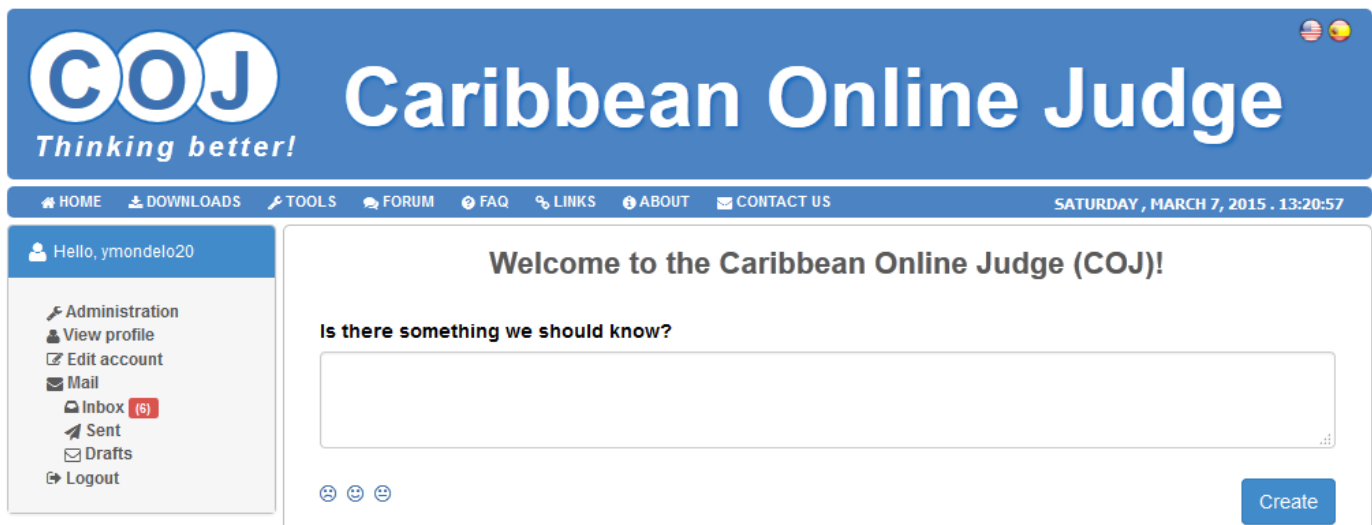 COJ
Caribbean Online Judge
Thinking better!
HOME DOWNLOADS TOOLS FORUM FAQ LINKS ABOUT CONTACT US SATURDAY , MARCH 7, 2015 . 13:20:57
Hello, ymondelo20
Administration
View profile
Edit account
Mail
Inbox (6)
Sent
Drafts
Logout
Welcome to the Caribbean Online Judge (COJ)!
Is there something we should know?
Create